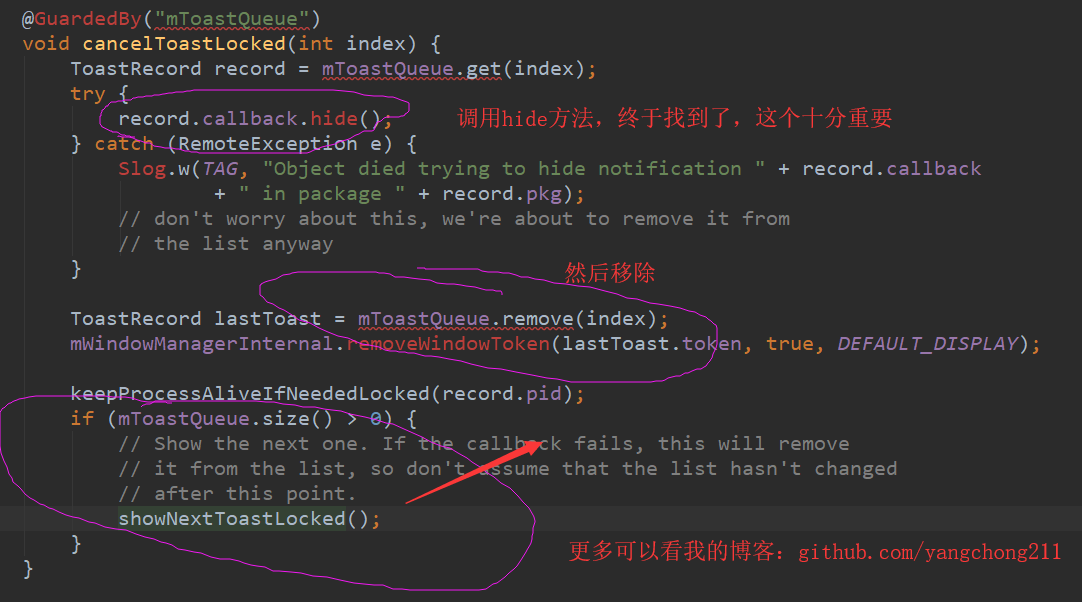 @GuardedBy("mToastQueue")
void cancelToastLocked(int index) {
ToastRecord record = mToastQueue.get(index);
try {
record.callback.hide();
调用hide方法，终于找到了，这个十分重要
} catch (RemoteException e) {
Slog.w(TAG, "Object died trying to hide notification " + record.callback
+ " in package " + record.pkg);
// don't worry about this, we're about to remove it from
// the list anyway
}
然后移除
ToastRecord lastToast = mToastQueue.remove(index);
mWindowManagerInternal.removeWindowToken(lastToast.token, true, DEFAULT_DISPLAY);
keepProcessAliveIfNeededLocked(record.pid);
if (mToastQueue.size() > 0) {
// Show the next one. If the callback fails, this will remove
// it from the list, so don't assume that the list hasn't changed
// after this point.
showNextToastLocked();
}
更多可以看我的博客：github.com/yangchong211
}